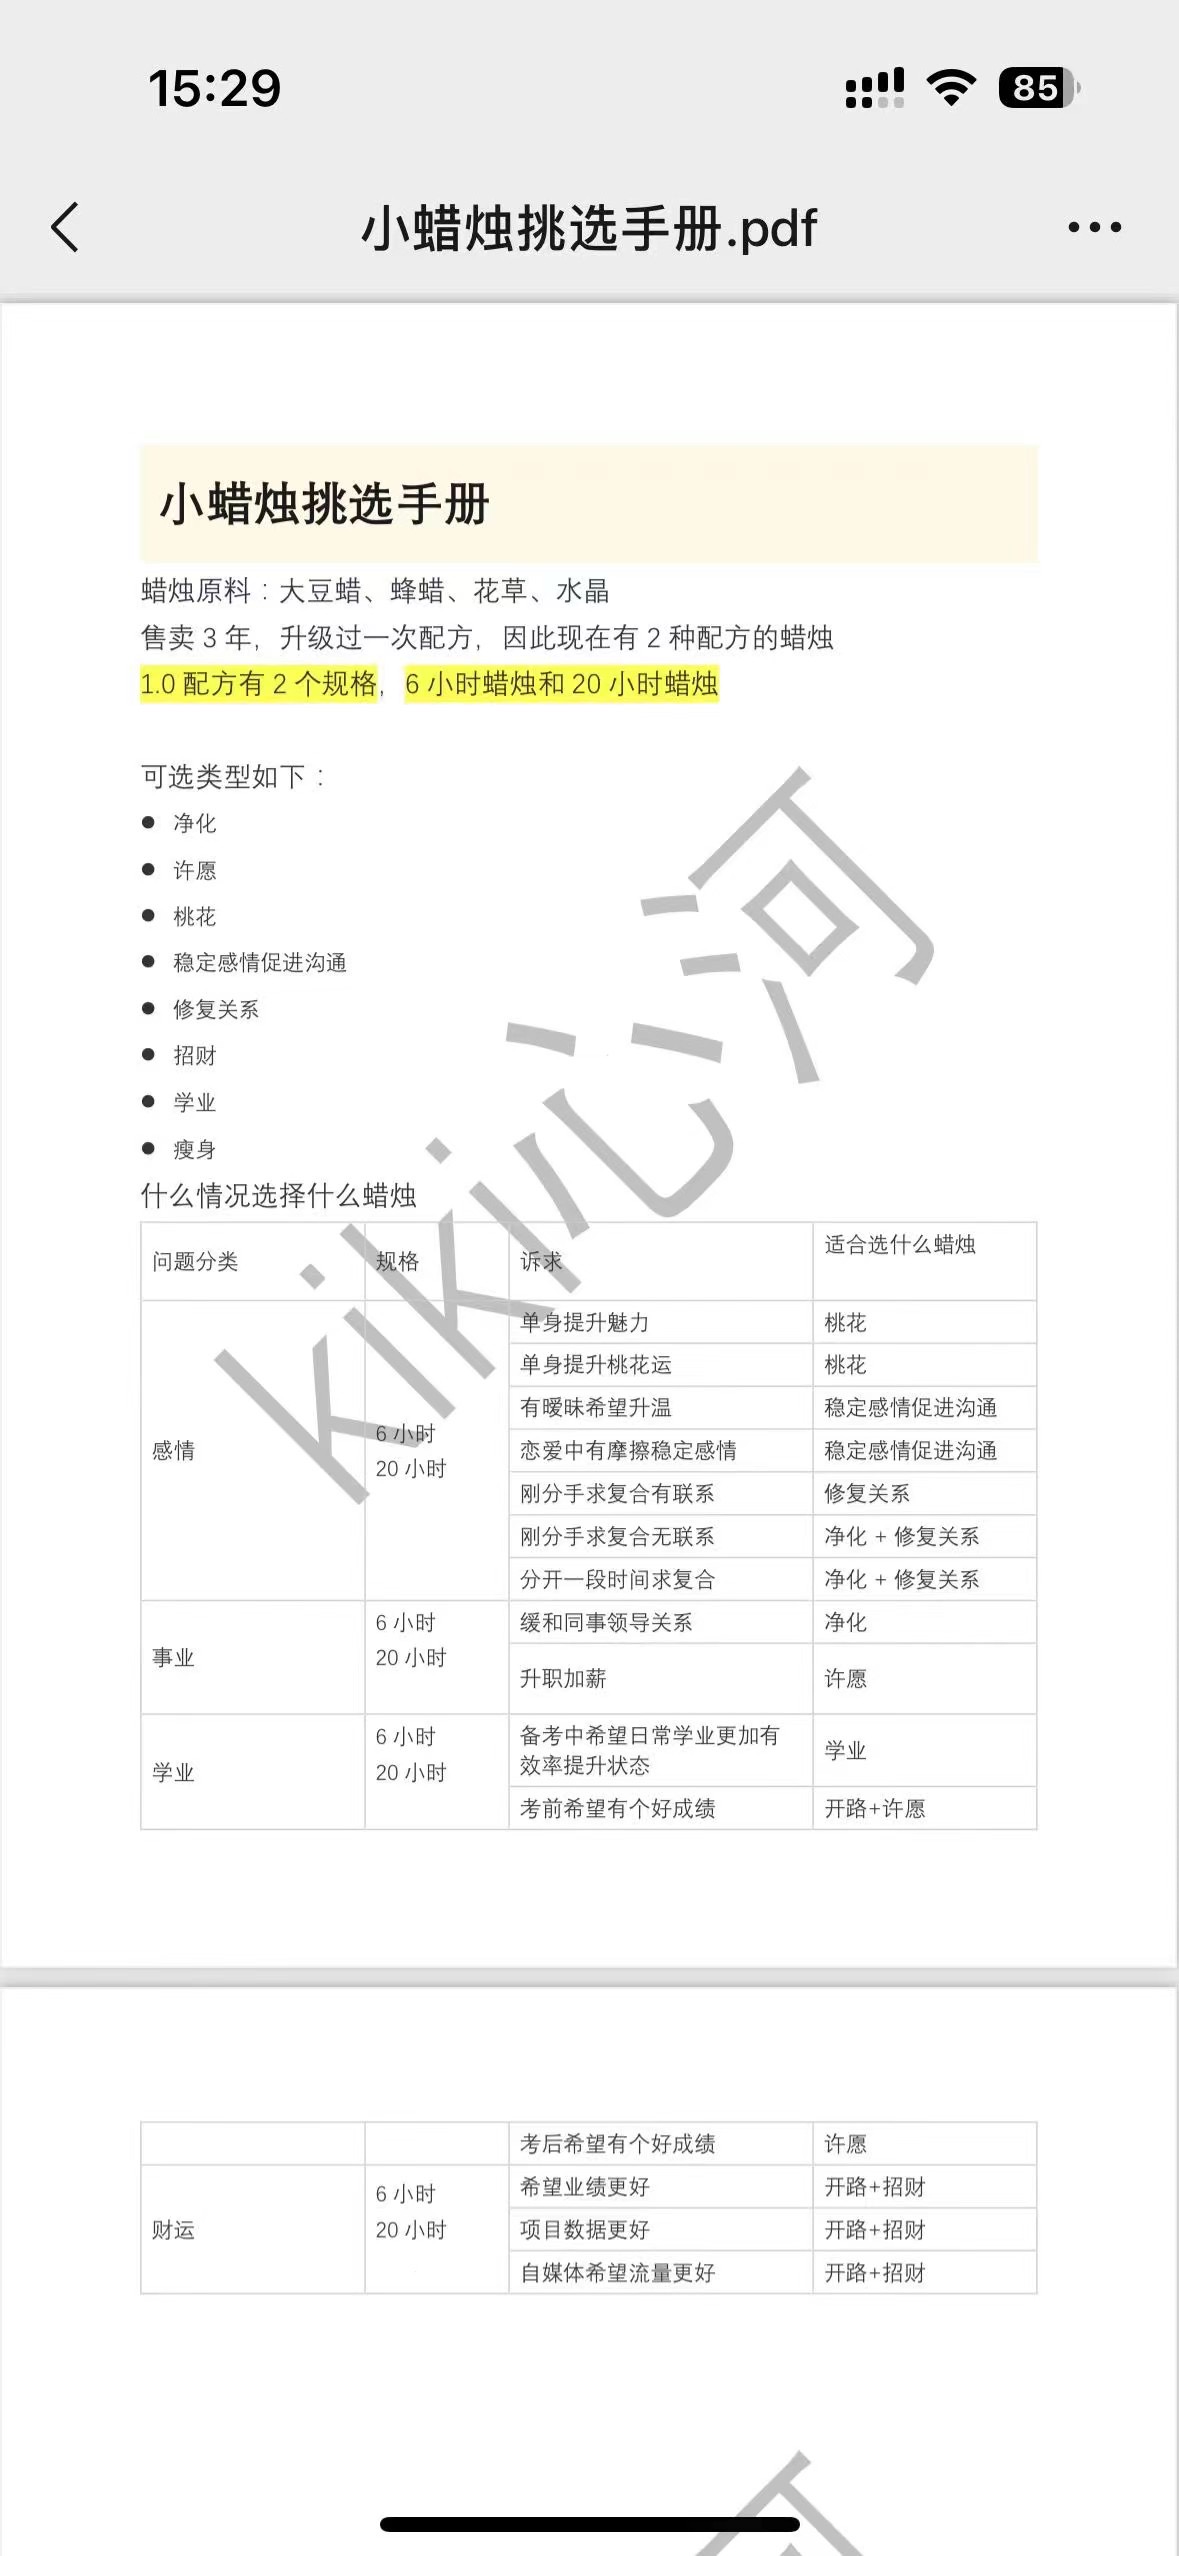 15:29
85
小蜡烛挑选手册.pdf
小蜡烛挑选手册
蜡烛原料：大豆蜡、蜂蜡、花草、水晶
售卖 3 年，升级过一次配方，因此现在有 2 种配方的蜡烛
1.0 配方有 2 个规格，6 小时蜡烛和 20 小时蜡烛
可选类型如下：
● 净化
● 许愿
● 桃花
● 稳定感情促进沟通
● 修复关系
● 招财
● 学业
● 瘦身
kiki心河
什么情况选择什么蜡烛
问题分类 规格 诉求 适合选什么蜡烛
感情 6 小时 20 小时 单身提升魅力 桃花
单身提升桃花运 桃花
有暧昧希望升温 稳定感情促进沟通
恋爱中有摩擦稳定感情 稳定感情促进沟通
刚分手求复合有联系 修复关系
刚分手求复合无联系 净化 + 修复关系
分开一段时间求复合 净化 + 修复关系
事业 6 小时 20 小时 缓和同事领导关系 净化
升职加薪 许愿
学业 6 小时 20 小时 备考中希望日常学业更加有
效率提升状态 学业
考前希望有个好成绩 开路+许愿
考后希望有个好成绩 许愿
财运 6 小时 20 小时 希望业绩更好 开路+招财
项目数据更好 开路+招财
自媒体希望流量更好 开路+招财
河